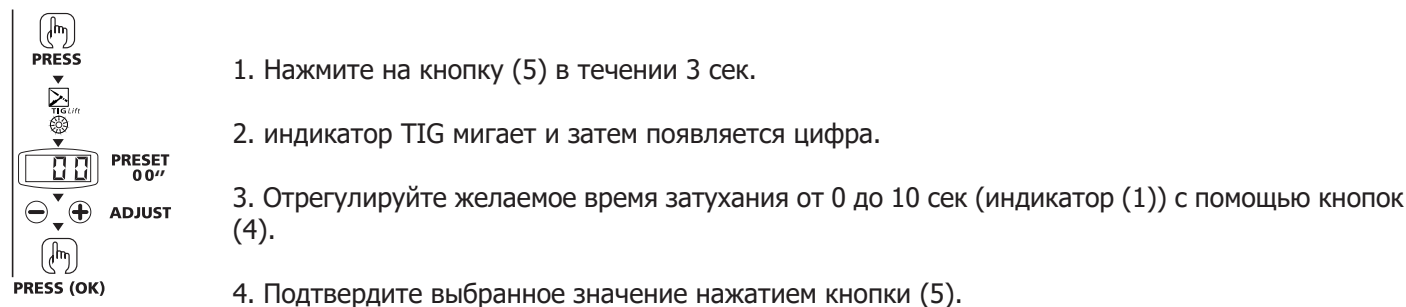 PRESS
TIG Lift
00
PRESET
00"
ADJUST
PRESS (OK)
1. Нажмите на кнопку (5) в течении 3 сек.
2. индикатор TIG мигает и затем появляется цифра.
3. Отрегулируйте желаемое время затухания от 0 до 10 сек (индикатор (1)) с помощью кнопок
(4).
4. Подтвердите выбранное значение нажатием кнопки (5).